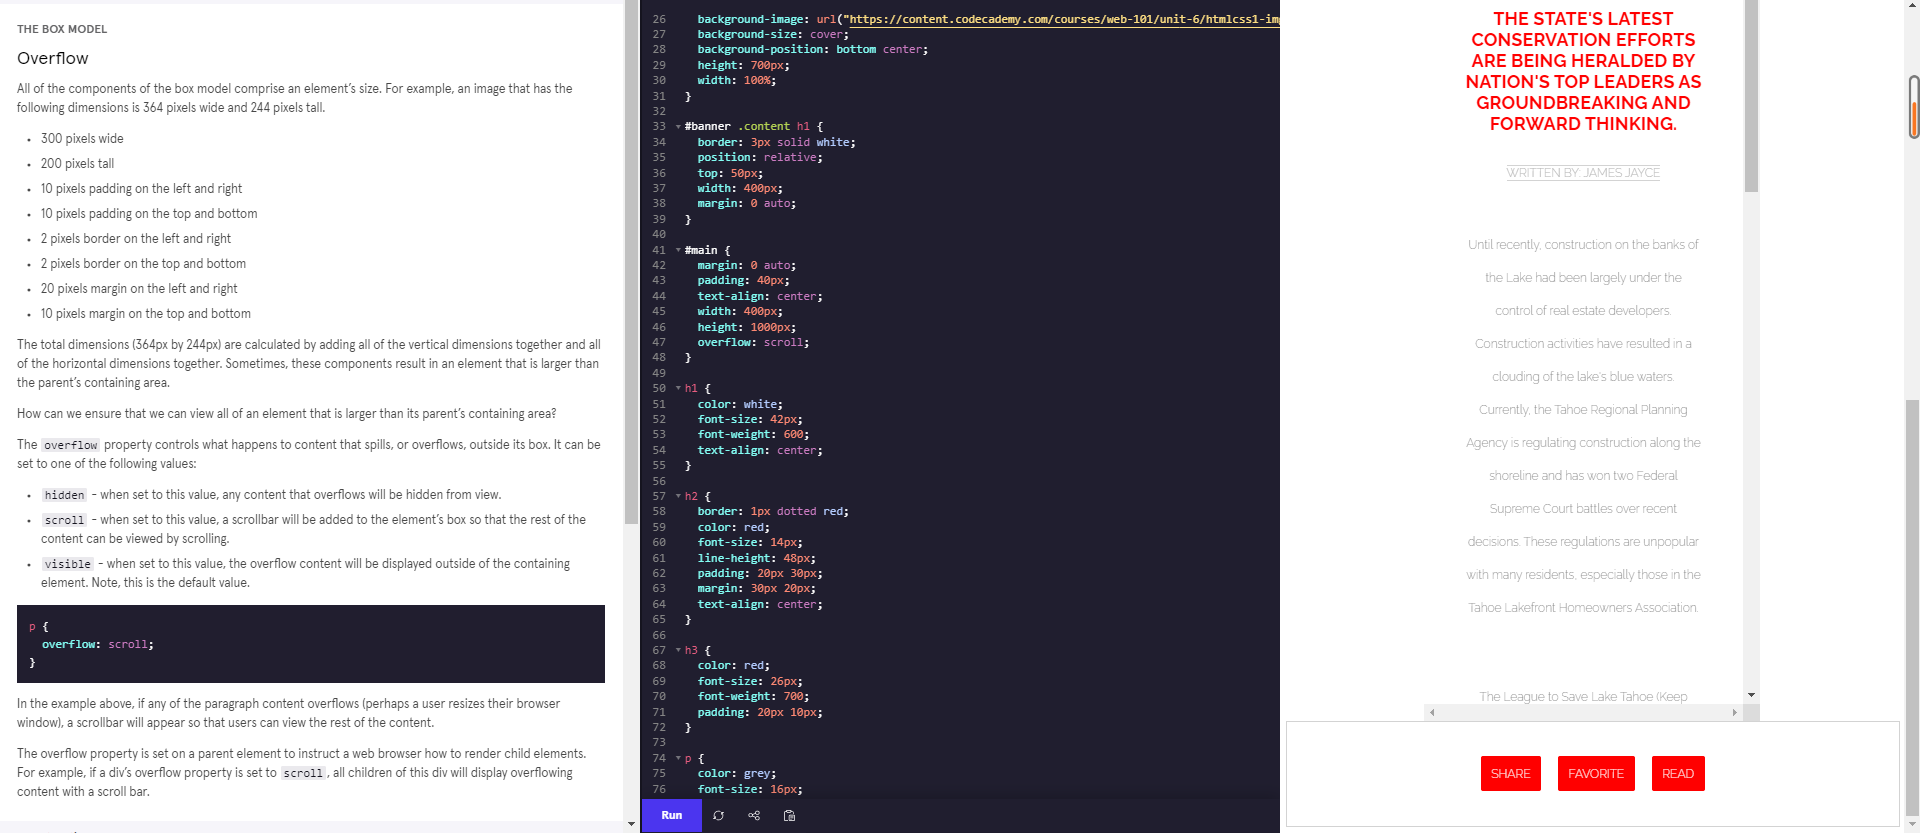 THE BOX MODEL
Overflow
All of the components of the box model comprise an element’s size. For example, an image that has the
following dimensions is 364 pixels wide and 244 pixels tall.
• 300 pixels wide
• 200 pixels tall
• 10 pixels padding on the left and right
• 10 pixels padding on the top and bottom
• 2 pixels border on the left and right
• 2 pixels border on the top and bottom
• 20 pixels margin on the left and right
• 10 pixels margin on the top and bottom
The total dimensions (364px by 244px) are calculated by adding all of the vertical dimensions together and all
of the horizontal dimensions together. Sometimes, these components result in an element that is larger than
the parent’s containing area.
How can we ensure that we can view all of an element that is larger than its parent’s containing area?
The overflow property controls what happens to content that spills, or overflows, outside its box. It can be
set to one of the following values:
• hidden - when set to this value, any content that overflows will be hidden from view.
• scroll - when set to this value, a scrollbar will be added to the element’s box so that the rest of the
content can be viewed by scrolling.
• visible - when set to this value, the overflow content will be displayed outside of the containing
element. Note, this is the default value.
p {
overflow: scroll;
}
In the example above, if any of the paragraph content overflows (perhaps a user resizes their browser
window), a scrollbar will appear so that users can view the rest of the content.
The overflow property is set on a parent element to instruct a web browser how to render child elements.
For example, if a div’s overflow property is set to scroll, all children of this div will display overflowing
content with a scroll bar.
26 background-image: url("https://content.codecademy.com/courses/web-101/unit-6/htmlcss1-im
27 background-size: cover;
28 background-position: bottom center;
29 height: 700px;
30 width: 100%;
31 }
32
33 #banner .content h1 {
34 border: 3px solid white;
35 position: relative;
36 top: 50px;
37 width: 400px;
38 margin: 0 auto;
39 }
40
41 #main {
42 margin: 0 auto;
43 padding: 40px;
44 text-align: center;
45 width: 400px;
46 height: 1000px;
47 overflow: scroll;
48 }
49
50 h1 {
51 color: white;
52 font-size: 42px;
53 font-weight: 600;
54 text-align: center;
55 }
56
57 h2 {
58 border: 1px dotted red;
59 color: red;
60 font-size: 14px;
61 line-height: 48px;
62 padding: 20px 30px;
63 margin: 30px 20px;
64 text-align: center;
65 }
66
67 h3 {
68 color: red;
69 font-size: 26px;
70 font-weight: 700;
71 padding: 20px 10px;
72 }
73
74 p {
75 color: grey;
76 font-size: 16px;
Run
THE STATE'S LATEST
CONSERVATION EFFORTS
ARE BEING HERALDED BY
NATION'S TOP LEADERS AS
GROUNDBREAKING AND
FORWARD THINKING.
WRITTEN BY: JAMES JAYCE
Until recently, construction on the banks of
the Lake had been largely under the
control of real estate developers.
Construction activities have resulted in a
clouding of the lake's blue waters.
Currently, the Tahoe Regional Planning
Agency is regulating construction along the
shoreline and has won two Federal
Supreme Court battles over recent
decisions. These regulations are unpopular
with many residents, especially those in the
Tahoe Lakefront Homeowners Association.
The League to Save Lake Tahoe (Keep
SHARE FAVORITE READ